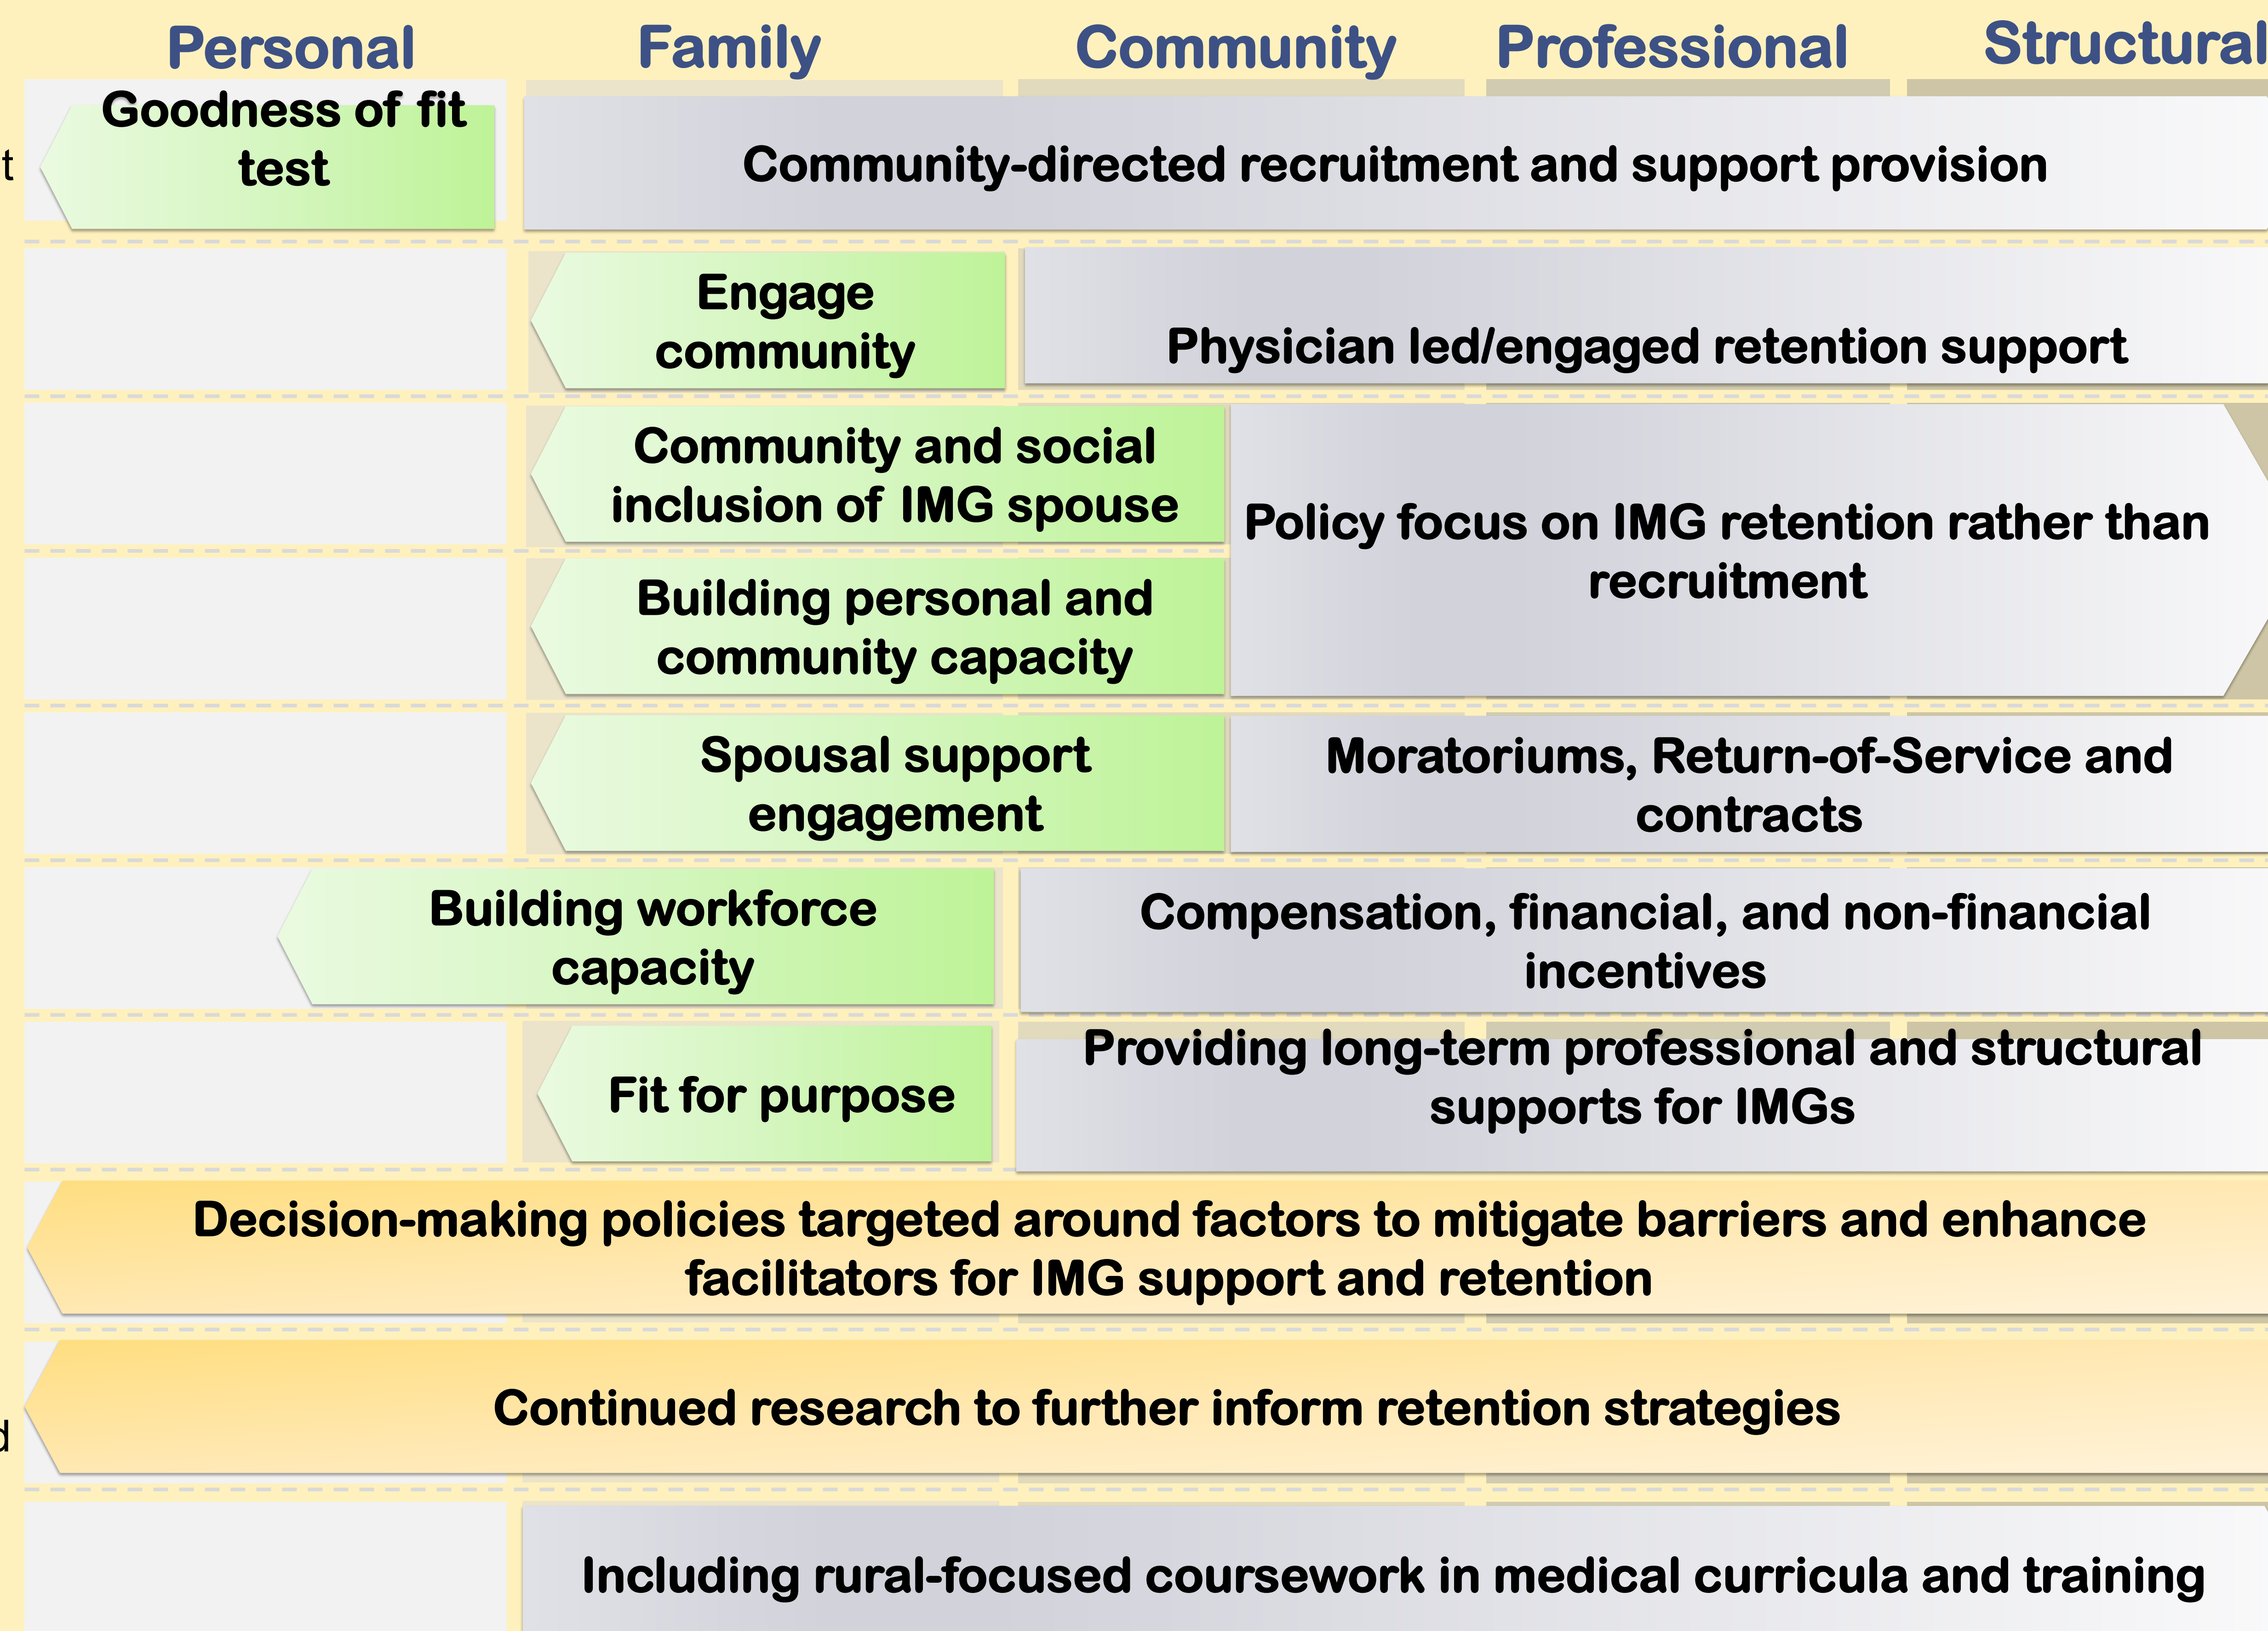 Personal Family Community Professional Structural
Goodness of fit
test
Community-directed recruitment and support provision
Engage
community
Physician led/engaged retention support
Community and social
inclusion of IMG spouse
Policy focus on IMG retention rather than
recruitment
Building personal and
community capacity
Spousal support
engagement
Moratoriums, Return-of-Service and
contracts
Building workforce
capacity
Compensation, financial, and non-financial
incentives
Fit for purpose
Providing long-term professional and structural
supports for IMGs
Decision-making policies targeted around factors to mitigate barriers and enhance
facilitators for IMG support and retention
Continued research to further inform retention strategies
Including rural-focused coursework in medical curricula and training